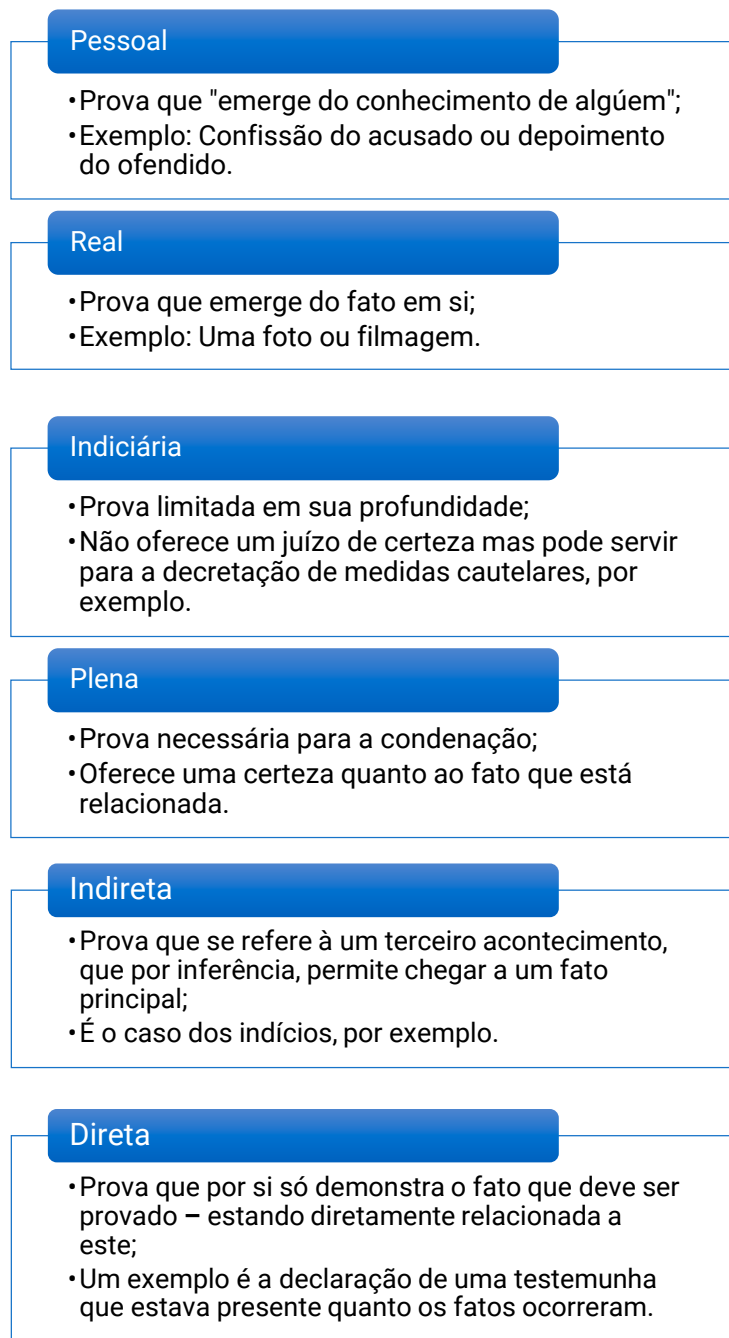 Pessoal
•Prova que "emerge do conhecimento de algúem";
•Exemplo: Confissão do acusado ou depoimento
do ofendido.
Real
•Prova que emerge do fato em si;
•Exemplo: Uma foto ou filmagem.
Indiciária
•Prova limitada em sua profundidade;
•Não oferece um juízo de certeza mas pode servir
para a decretação de medidas cautelares, por
exemplo.
Plena
•Prova necessária para a condenação;
•Oferece uma certeza quanto ao fato que está
relacionada.
Indireta
•Prova que se refere à um terceiro acontecimento,
que por inferência, permite chegar a um fato
principal;
•É o caso dos indícios, por exemplo.
Direta
•Prova que por si só demonstra o fato que deve ser
provado – estando diretamente relacionada a
este;
•Um exemplo é a declaração de uma testemunha
que estava presente quanto os fatos ocorreram.